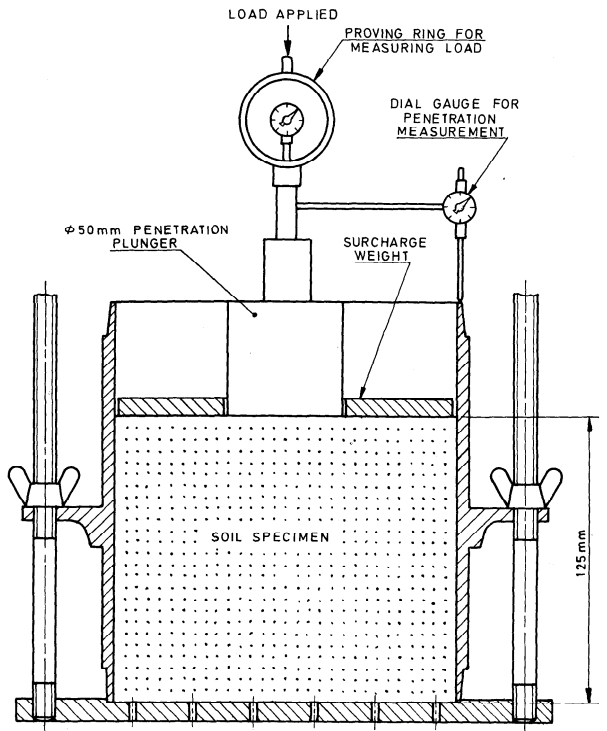 LOAD APPLIED
PROVING RING FOR
MEASURING LOAD
DIAL GAUGE FOR
PENETRATION
MEASUREMENT
Φ50mm PENETRATION
PLUNGER
SURCHARGE
WEIGHT
SOIL SPECIMEN
125mm